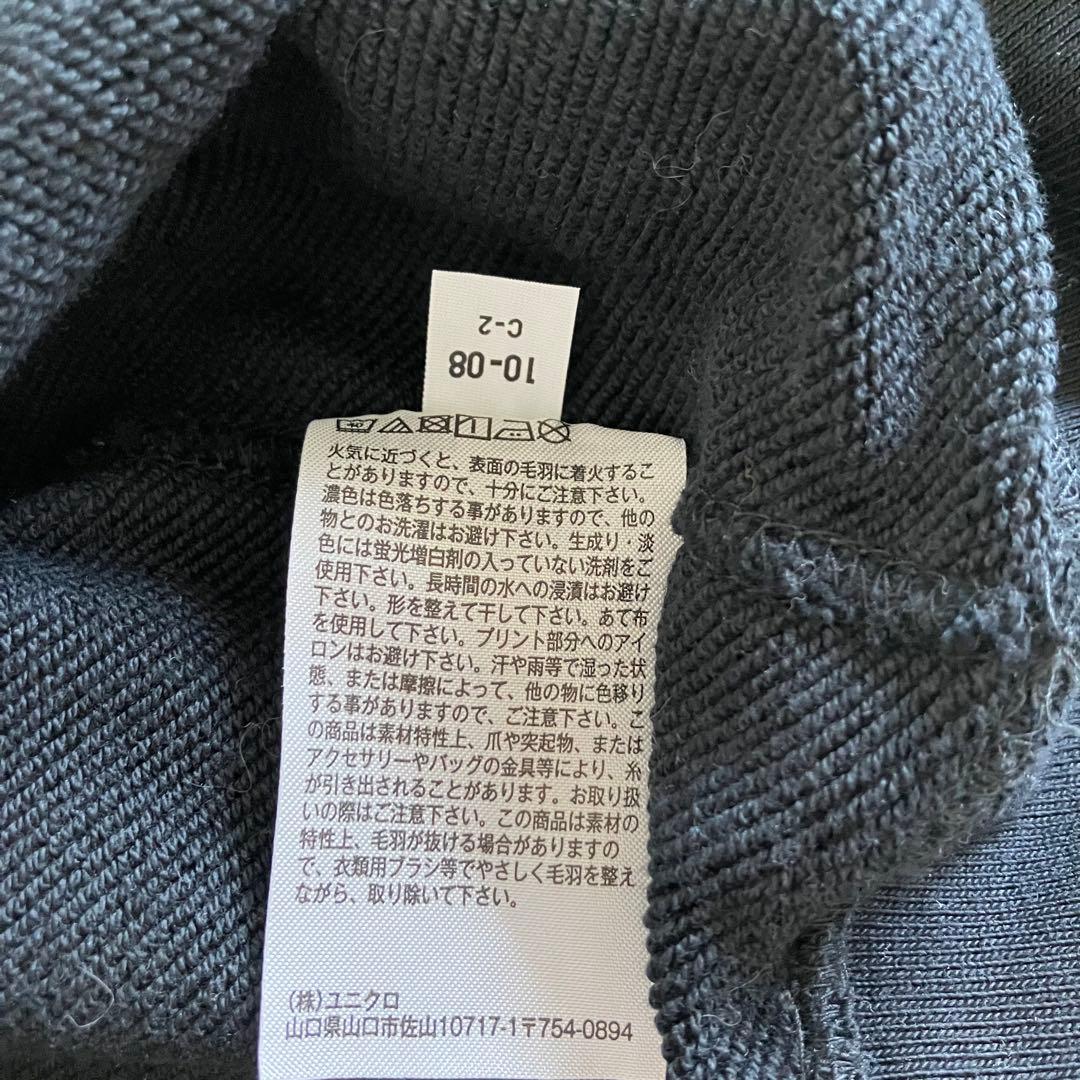 C-2
10-08
火気に近づくと、表面の毛羽に着火するこ
とがありますので、十分にご注意下さい。
濃色は色落ちする事がありますので、他の
物とのお洗濯はお避け下さい。生成り・淡
色には蛍光増白剤の入っていない洗剤をご
使用下さい。長時間の水への浸漬はお避け
下さい。形を整えて干して下さい。あて布
を使用して下さい。プリント部分へのアイ
ロンはお避け下さい。汗や雨等で湿った状
態、または摩擦によって、他の物に色移り
する事がありますので、ご注意下さい。こ
の商品は素材特性上、爪や突起物、または
アクセサリーやバッグの金具等により、糸
が引き出されることがあります。お取り扱
いの際はご注意下さい。この商品は素材の
特性上、毛羽が抜ける場合がありますの
で、衣類用ブラシ等でやさしく毛羽を整え
ながら、取り除いて下さい。
(株)ユニクロ
山口県山口市佐山10717-1〒754-0894